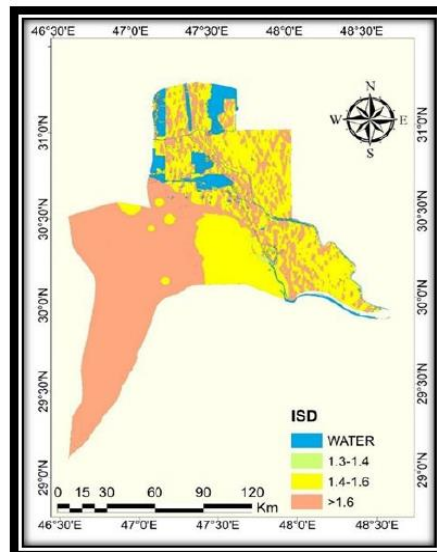 46°30'E 47°0'E 47°30'E 48°0'E 48°30'E
N
W E
S
31°0'N 31°0'N
30°30'N 30°30'N
30°0'N 30°0'N
29°30'N 29°30'N
29°0'N 29°0'N
ISD
WATER
1.3-1.4
1.4-1.6
>1.6
0 15 30 60 90 120
Km
46°30'E 47°0'E 47°30'E 48°0'E 48°30'E